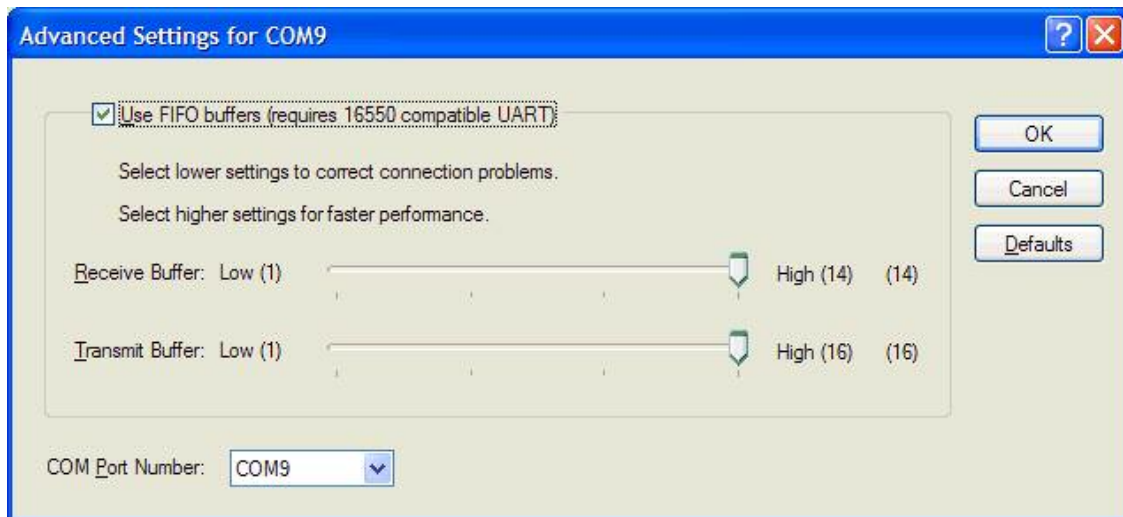 Advanced Settings for COM9
Use FIFO buffers (requires 16550 compatible UART)
Select lower settings to correct connection problems.
Select higher settings for faster performance.
Receive Buffer: Low (1) High (14) (14)
Transmit Buffer: Low (1) High (16) (16)
COM Port Number: COM9
OK
Cancel
Defaults